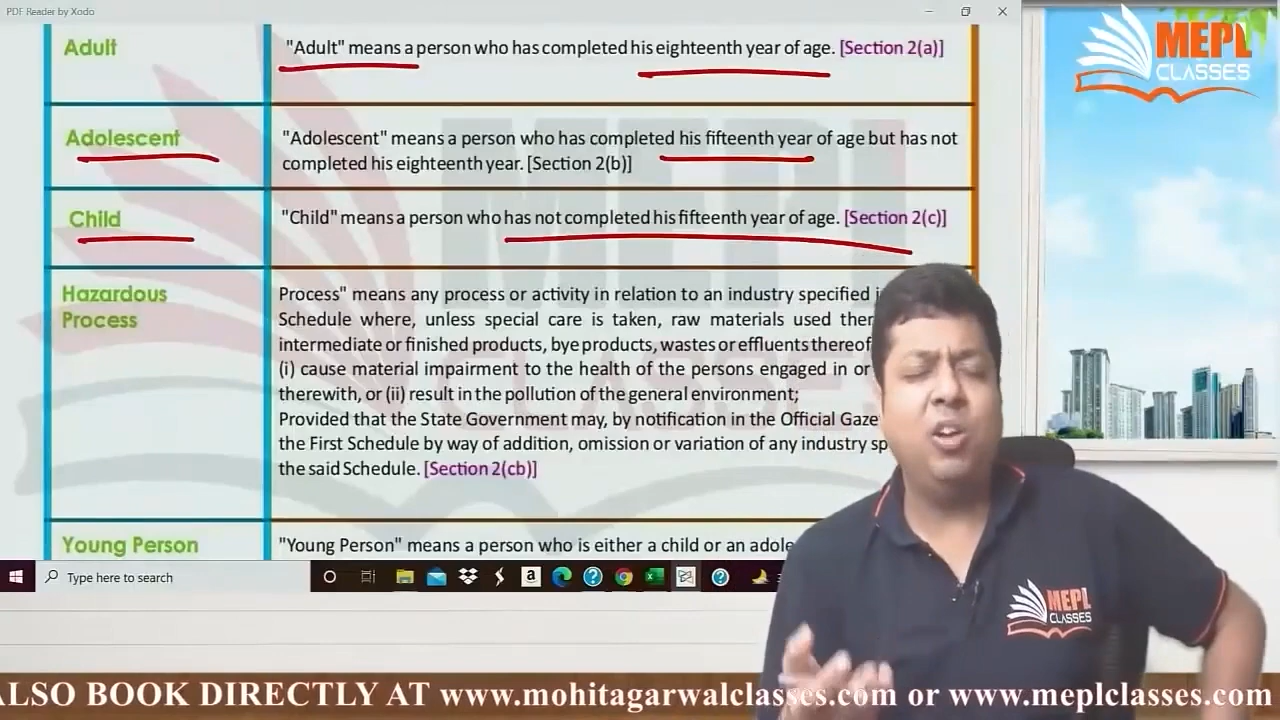 PDF Reader by Xodo
MEPL
CLASSES
Adult
"Adult" means a person who has completed his eighteenth year of age. [Section 2(a)]
Adolescent
"Adolescent" means a person who has completed his fifteenth year of age but has not
completed his eighteenth year. [Section 2(b)]
Child
"Child" means a person who has not completed his fifteenth year of age. [Section 2(c)]
Hazardous
Process
Process" means any process or activity in relation to an industry specified i
Schedule where, unless special care is taken, raw materials used ther
intermediate or finished products, bye products, wastes or effluents thereof
(i) cause material impairment to the health of the persons engaged in or
therewith, or (ii) result in the pollution of the general environment;
Provided that the State Government may, by notification in the Official Gaze
the First Schedule by way of addition, omission or variation of any industry sp
the said Schedule. [Section 2(cb)]
Young Person
"Young Person" means a person who is either a child or an adole
Type here to search
MEPL
CLASSES
ALSO BOOK DIRECTLY AT www.mohitagarwalclasses.com or www.meplclasses.com